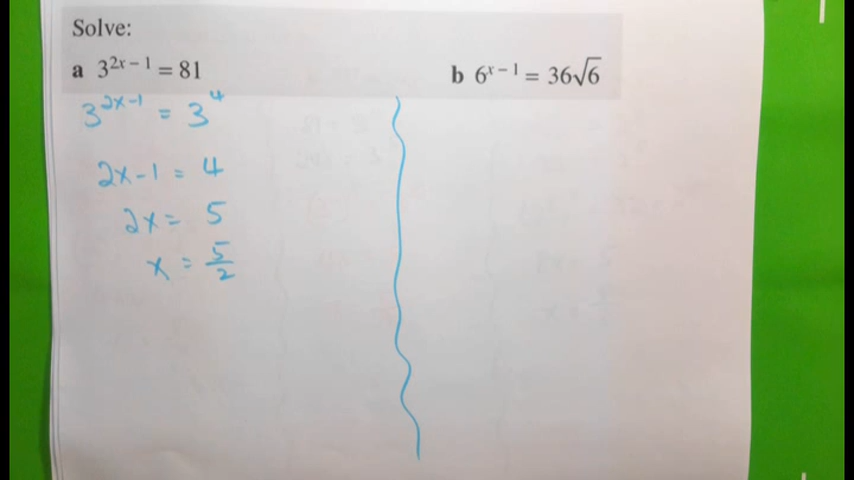 Solve:
a 3^{2x – 1} = 81
b 6^{x – 1} = 36√6
3^{2x-1} = 3^4
2x-1 = 4
2x = 5
x = 5/2